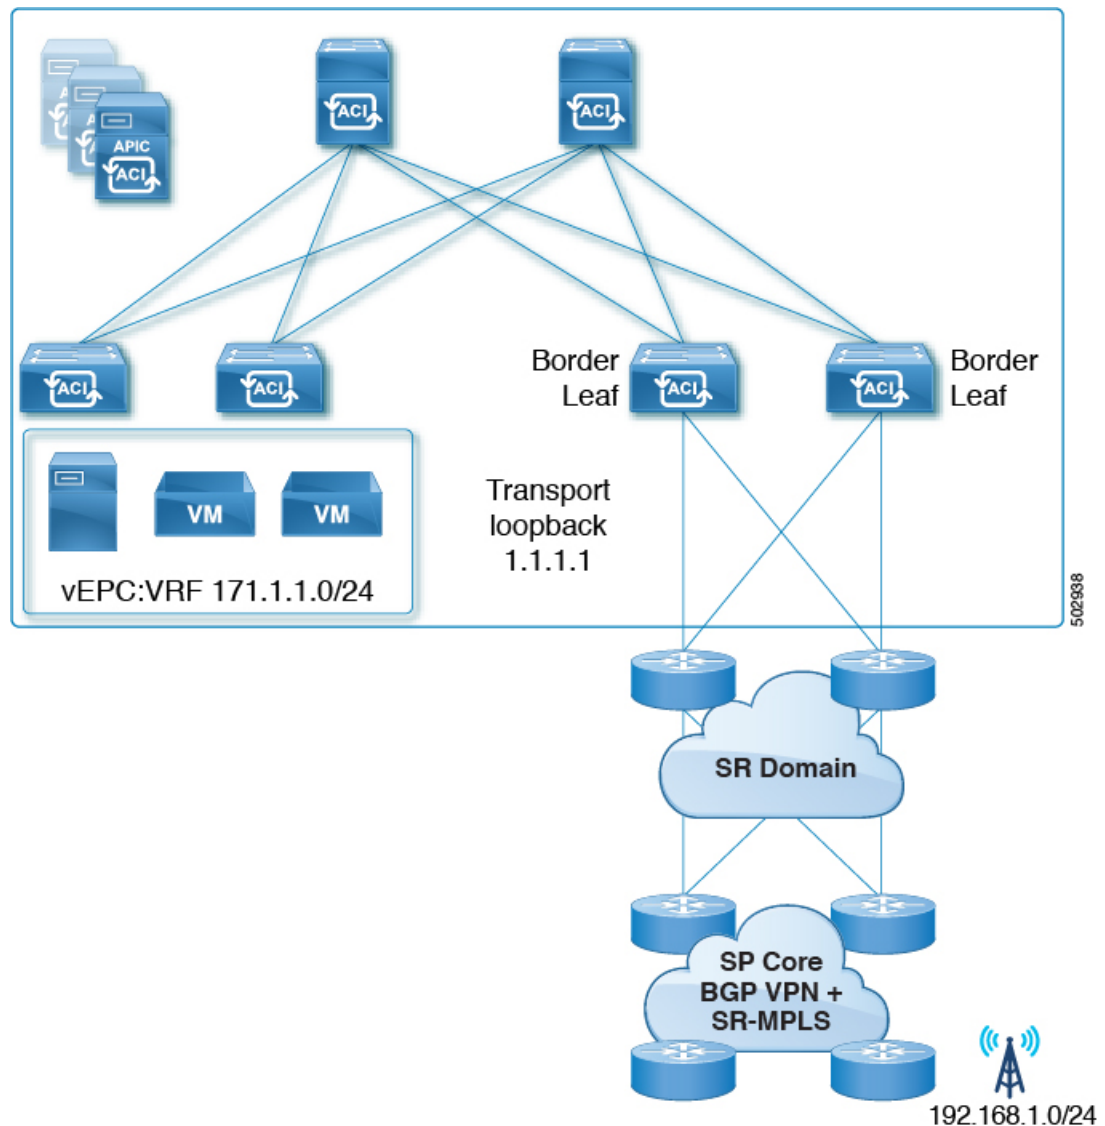 ACI
ACI
A
A
APIC
ACI
ACI
ACI
Border
Leaf
ACI
ACI
Border
Leaf
VM
VM
vEPC:VRF 171.1.1.0/24
Transport
loopback
1.1.1.1
502938
SR Domain
SP Core
BGP VPN +
SR-MPLS
192.168.1.0/24